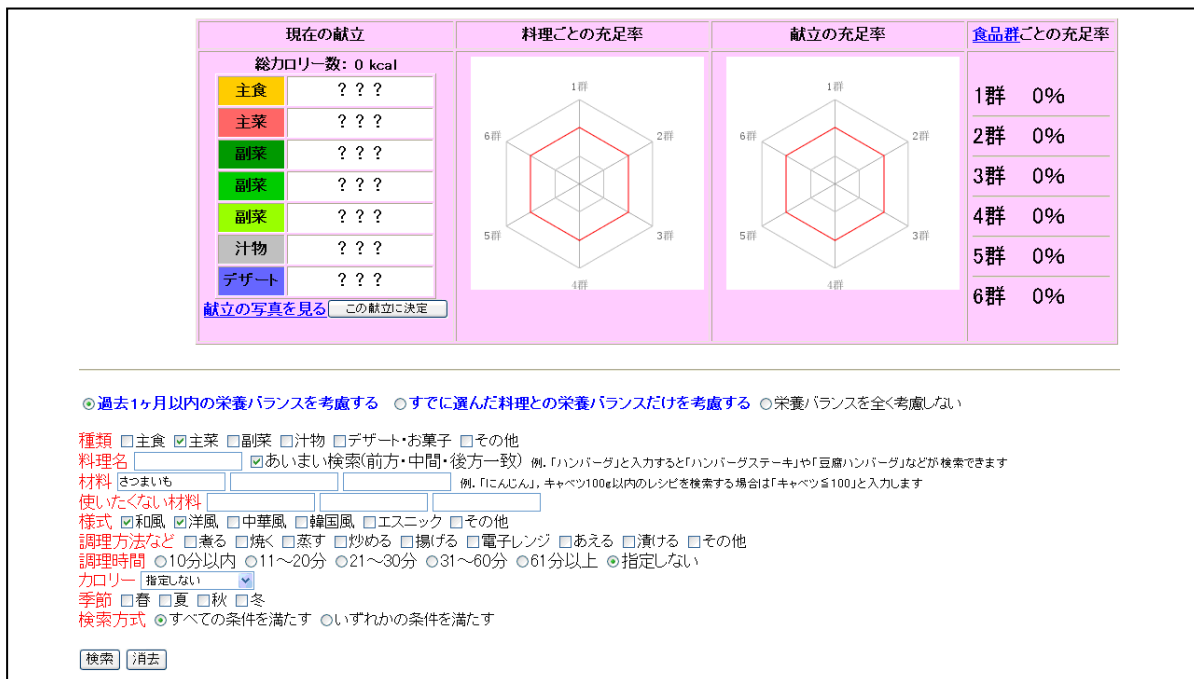 現在の献立
料理ごとの充足率
献立の充足率
食品群ごとの充足率
総カロリー数: 0 kcal
主食 ???
主菜 ???
副菜 ???
副菜 ???
副菜 ???
汁物 ???
デザート ???
献立の写真を見る この献立に決定
1群
2群
3群
4群
5群
6群
1群
2群
3群
4群
5群
6群
1群 0%
2群 0%
3群 0%
4群 0%
5群 0%
6群 0%
過去1ヶ月以内の栄養バランスを考慮する すでに選んだ料理との栄養バランスだけを考慮する 栄養バランスを全く考慮しない
種類 主食 主菜 副菜 汁物 デザート・お菓子 その他
料理名 あいまい検索(前方・中間・後方一致) 例.「ハンバーグ」と入力すると「ハンバーグステーキ」や「豆腐ハンバーグ」などが検索できます
材料 さつまいも 例.「にんじん」, キャベツ100g以内のレシピを検索する場合は「キャベツ≦100」と入力します
使いたくない材料
様式 和風 洋風 中華風 韓国風 エスニック その他
調理方法など 煮る 焼く 蒸す 炒める 揚げる 電子レンジ あえる 漬ける その他
調理時間 10分以内 11～20分 21～30分 31～60分 61分以上 指定しない
カロリー 指定しない
季節 春 夏 秋 冬
検索方式 すべての条件を満たす いずれかの条件を満たす
検索 消去